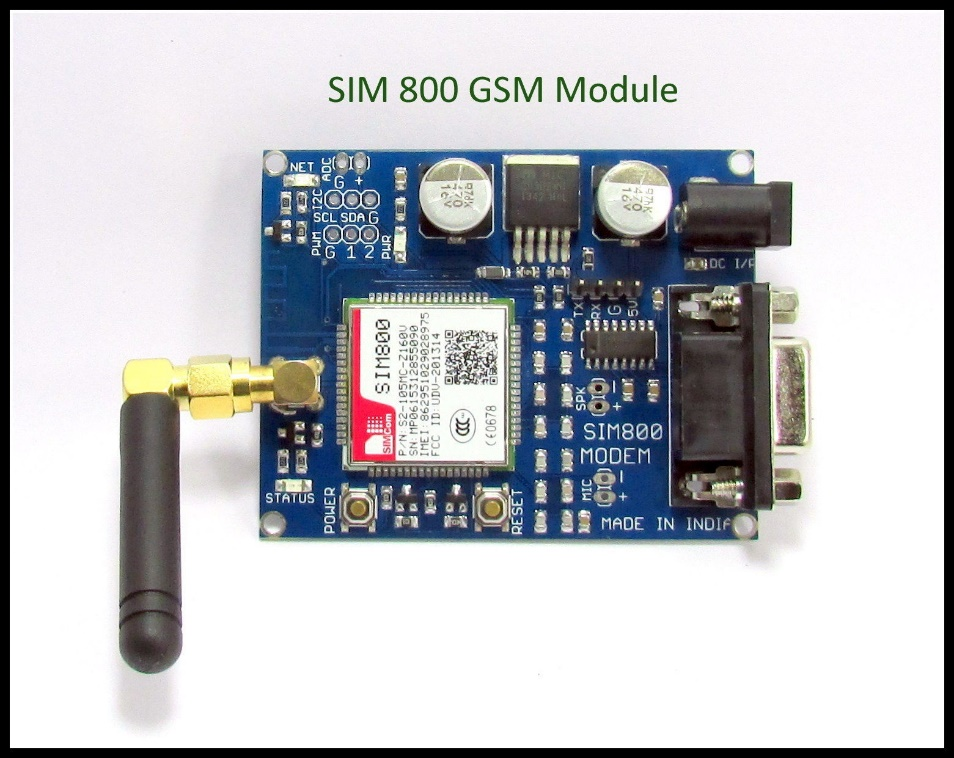 SIM 800 GSM Module
NET
ADC
G +
I2C
SCL SDA G
PWM
G 1 2
PWR
470
16V
470
16V
DC I/P
TX
RX
G
5V
SIM800
SIMCom
P/N: S2-105MC-Z160V
SN:MP0615312855090
IMEI: 862951029028975
FCC ID:UDV-201314
CCC
CE0678
SPK
- +
SIM800
MODEM
MIC
- +
STATUS
POWER
RESET
MADE IN INDIA